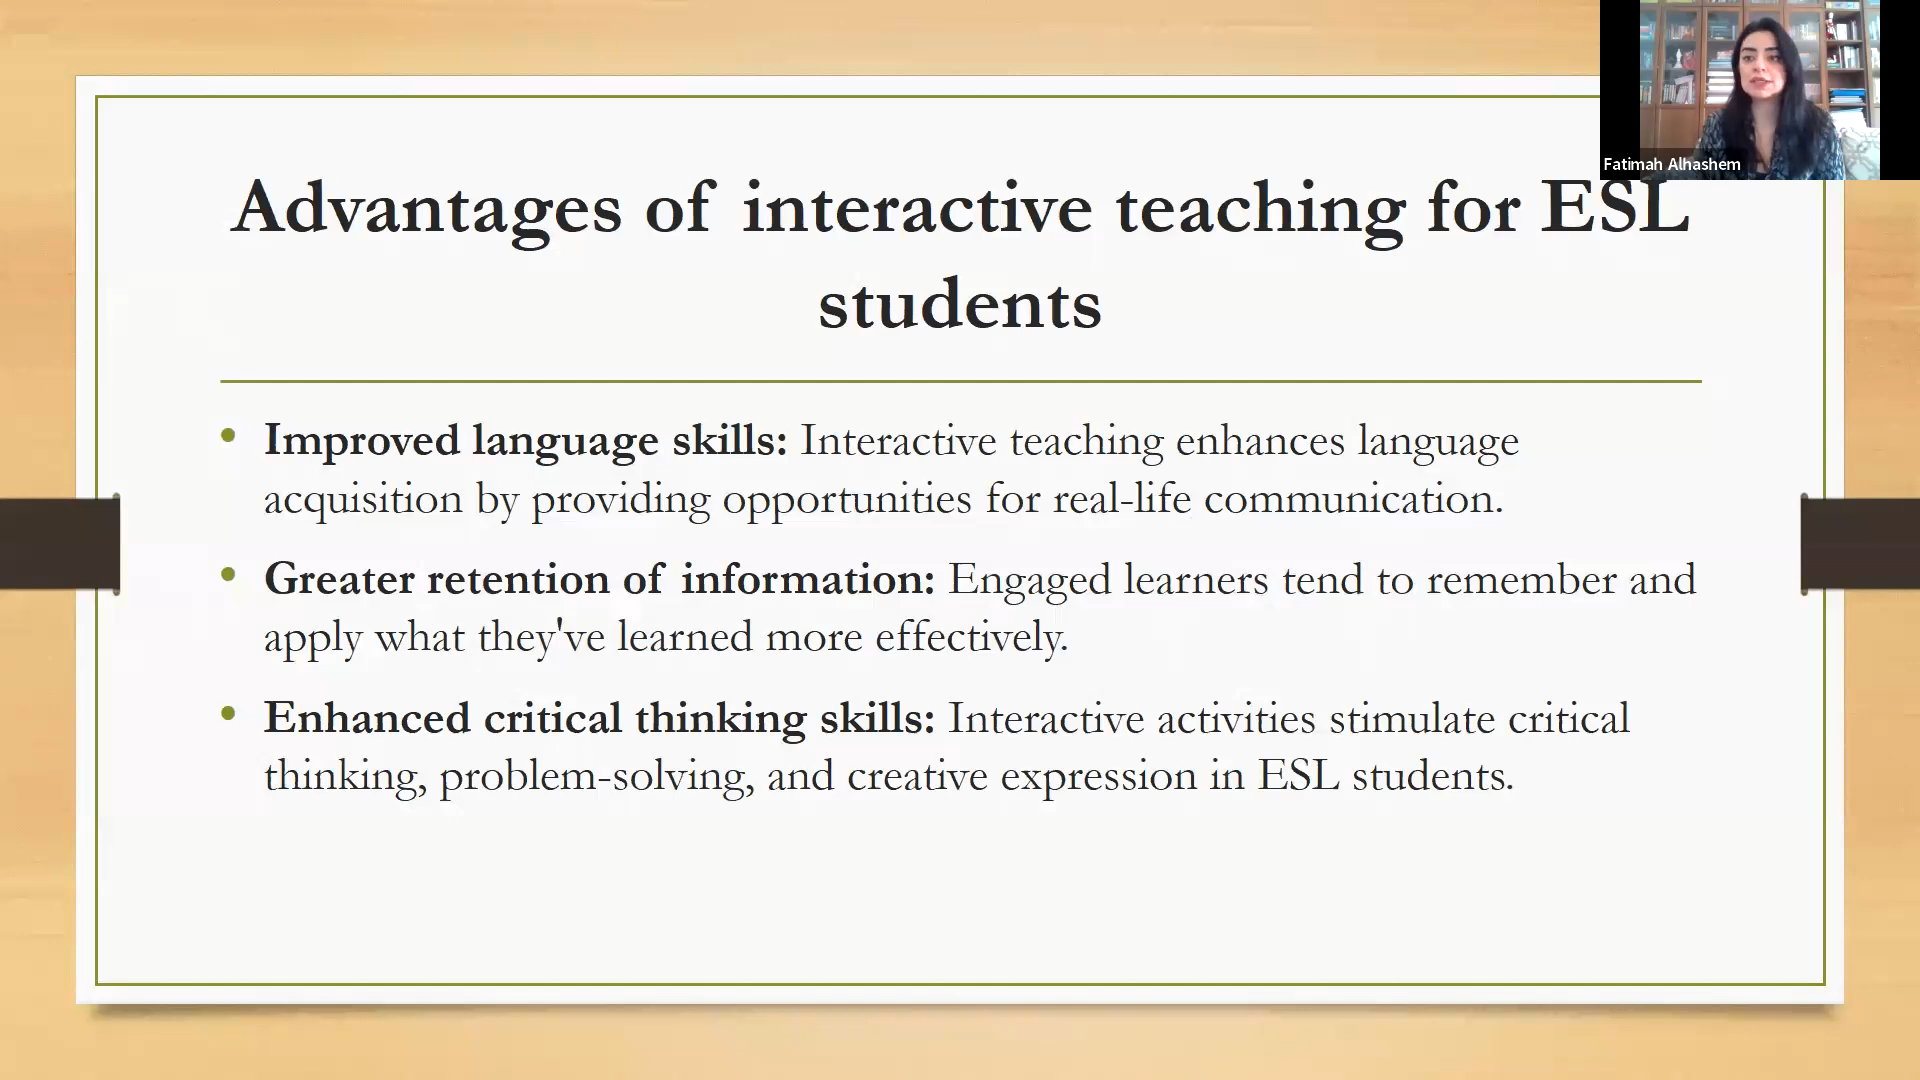 Fatimah Alhashem
Advantages of interactive teaching for ESL
students
• Improved language skills: Interactive teaching enhances language
acquisition by providing opportunities for real-life communication.
• Greater retention of information: Engaged learners tend to remember and
apply what they've learned more effectively.
• Enhanced critical thinking skills: Interactive activities stimulate critical
thinking, problem-solving, and creative expression in ESL students.